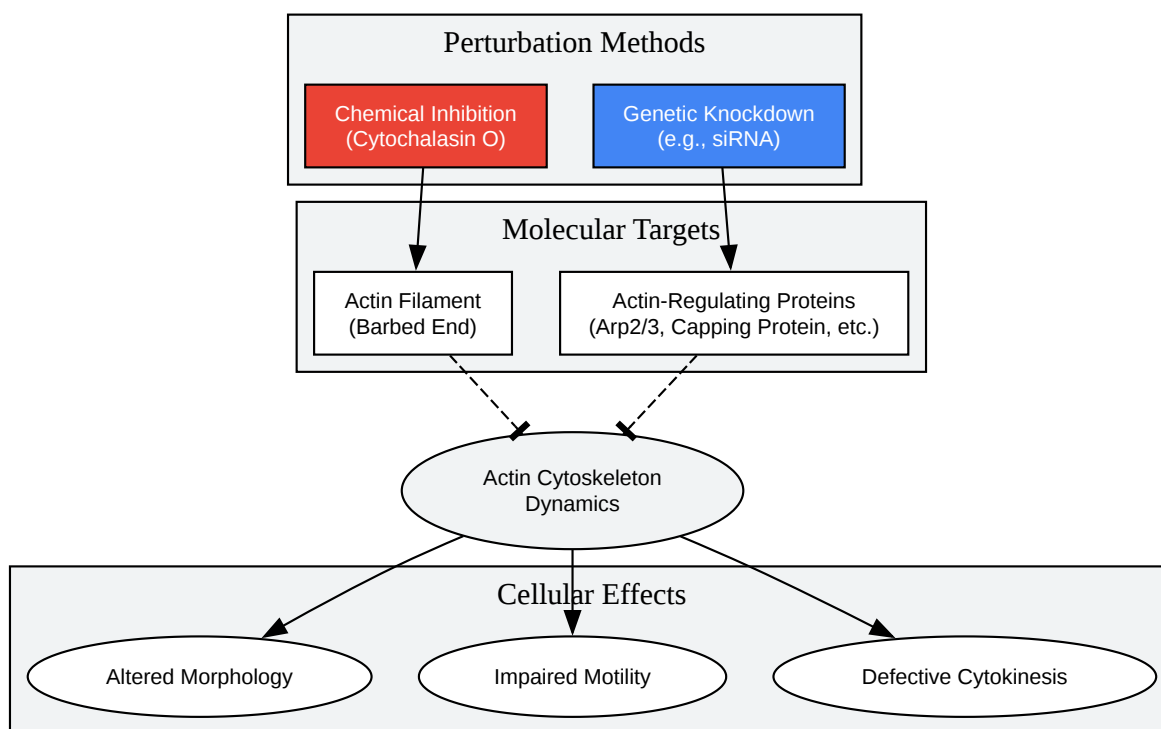 Perturbation Methods
Chemical Inhibition
(Cytochalasin O)
Genetic Knockdown
(e.g., siRNA)
Molecular Targets
Actin Filament
(Barbed End)
Actin-Regulating Proteins
(Arp2/3, Capping Protein, etc.)
Actin Cytoskeleton
Dynamics
Cellular Effects
Altered Morphology
Impaired Motility
Defective Cytokinesis